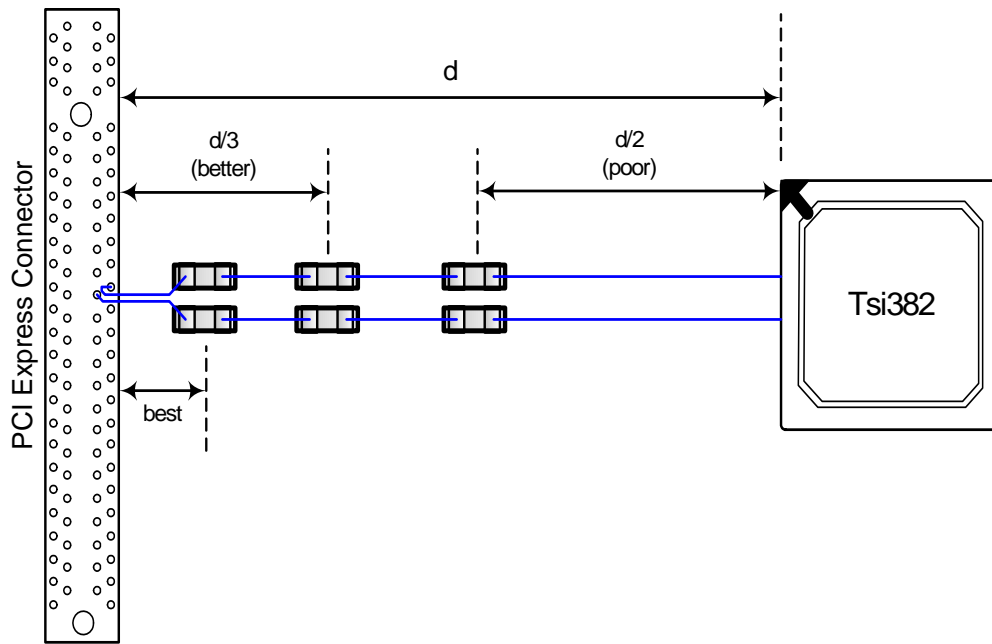 d
d/3
(better)
d/2
(poor)
PCI Express Connector
Tsi382
best